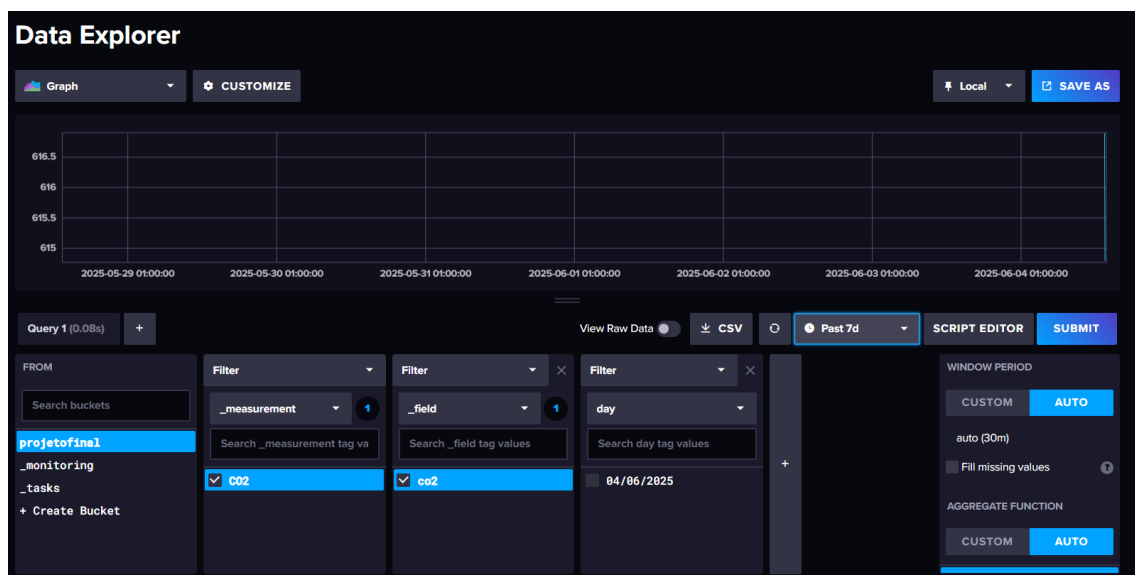 Data Explorer
Graph
CUSTOMIZE
Local
SAVE AS
616.5
616
615.5
615
2025-05-29 01:00:00 2025-05-30 01:00:00 2025-05-31 01:00:00 2025-06-01 01:00:00 2025-06-02 01:00:00 2025-06-03 01:00:00 2025-06-04 01:00:00
Query 1 (0.08s)
+
View Raw Data
CSV
Past 7d
SCRIPT EDITOR
SUBMIT
FROM
Search buckets
projetofinal
_monitoring
_tasks
+ Create Bucket
Filter
_measurement 1
Search _measurement tag va
CO2
Filter
_field 1
Search _field tag values
co2
Filter
day
Search day tag values
04/06/2025
+
WINDOW PERIOD
CUSTOM AUTO
auto (30m)
Fill missing values ?
AGGREGATE FUNCTION
CUSTOM AUTO